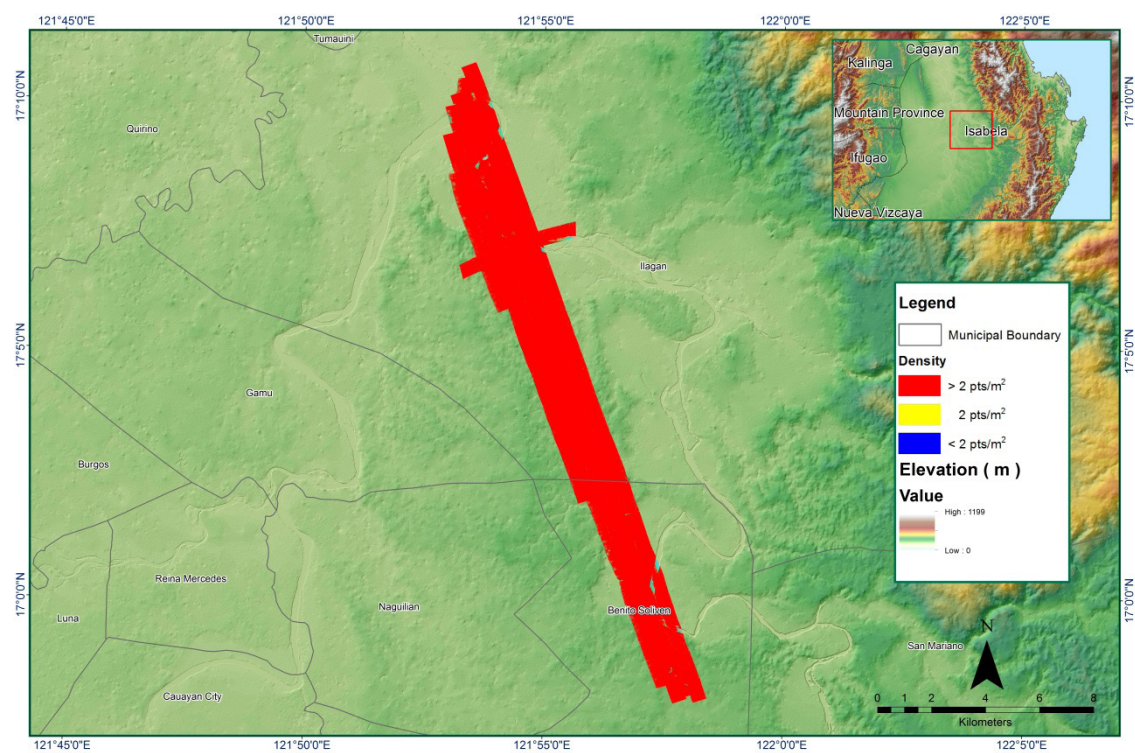 121°45'0"E
121°50'0"E
121°55'0"E
122°0'0"E
122°5'0"E
17°10'0"N
17°5'0"N
17°0'0"N
17°10'0"N
17°5'0"N
17°0'0"N
Tumauini
Quirino
Ilagan
Gamu
Burgos
Reina Mercedes
Luna
Naguilian
Benito Soliven
San Mariano
Cauayan City
Cagayan
Kalinga
Mountain Province
Isabela
Ifugao
Nueva Vizcaya
Legend
Municipal Boundary
Density
> 2 pts/m²
2 pts/m²
< 2 pts/m²
Elevation ( m )
Value
High : 1199
Low : 0
N
0 1 2 4 6 8
Kilometers
121°45'0"E
121°50'0"E
121°55'0"E
122°0'0"E
122°5'0"E